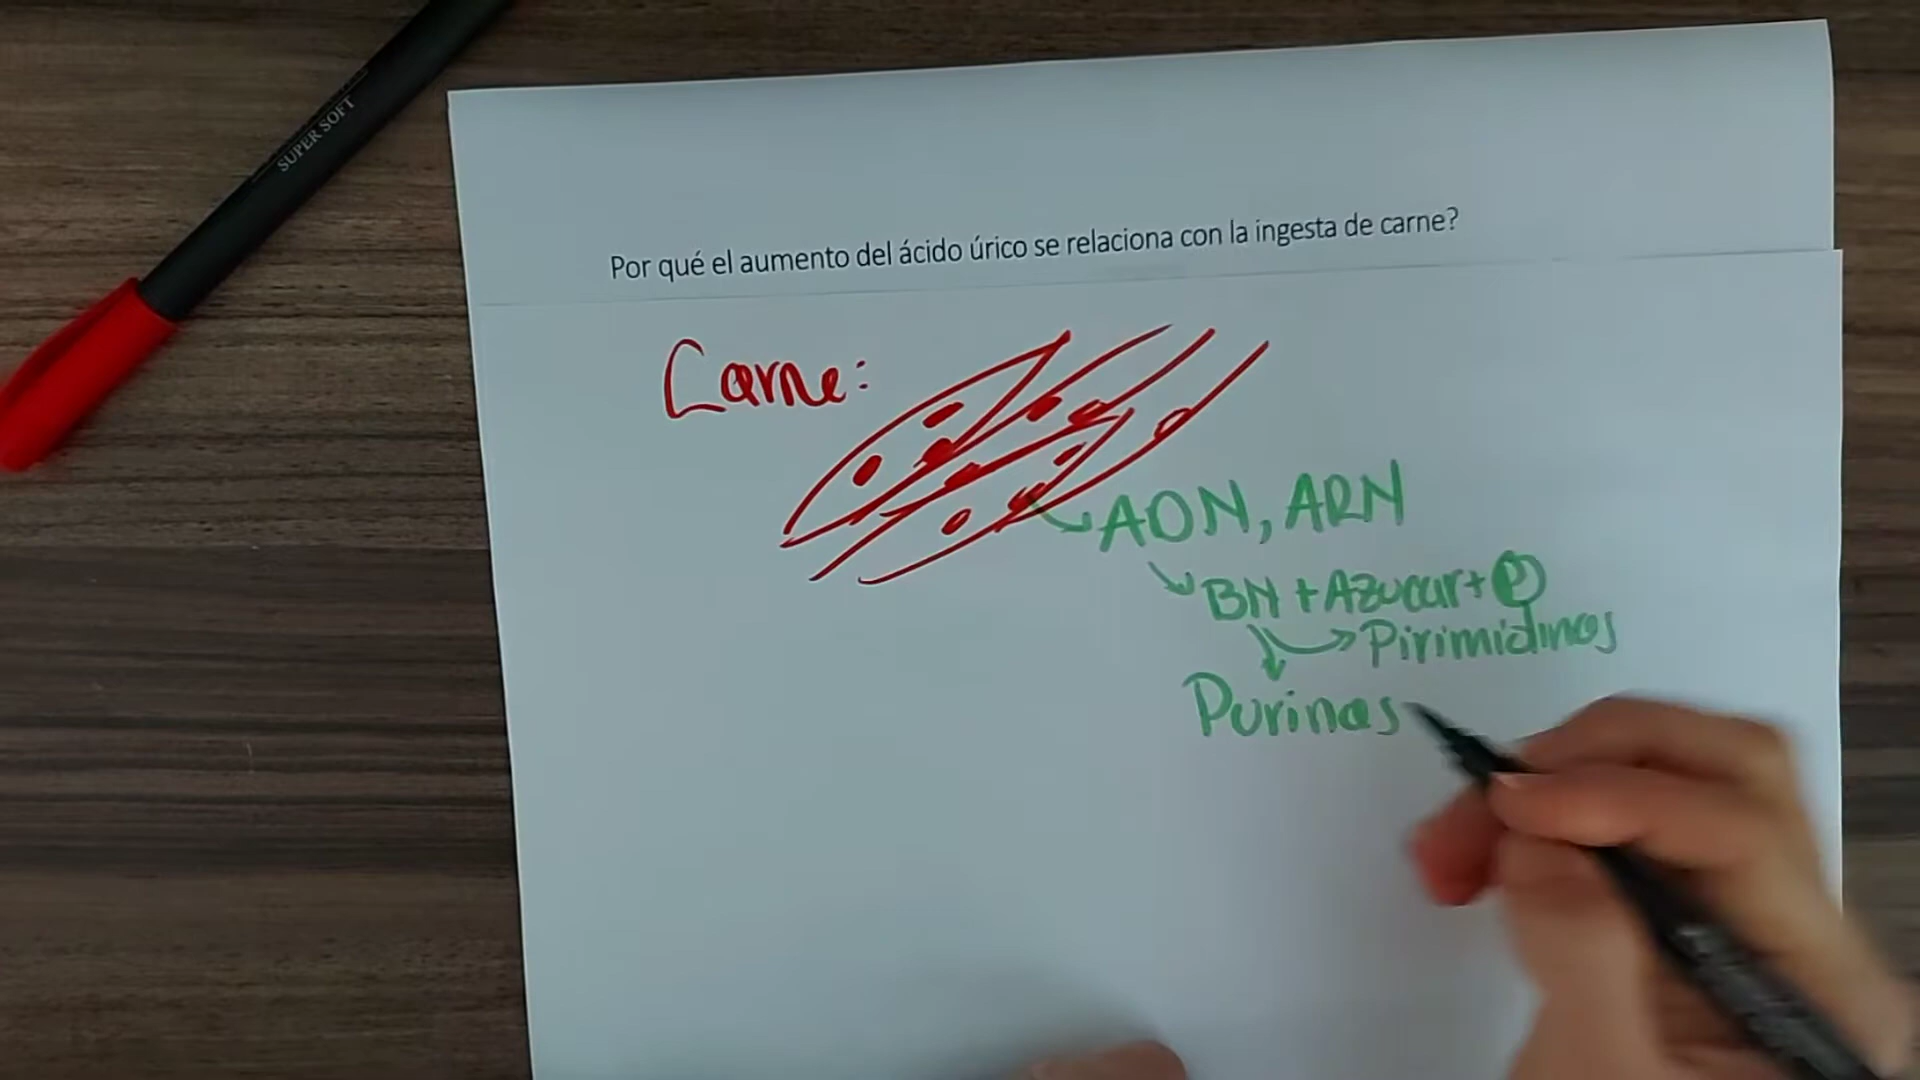 SUPER SOFT
Por qué el aumento del ácido úrico se relaciona con la ingesta de carne?
Carne:
ADN, ARN
BN + Azucar + P
Pirimidinas
Purinas